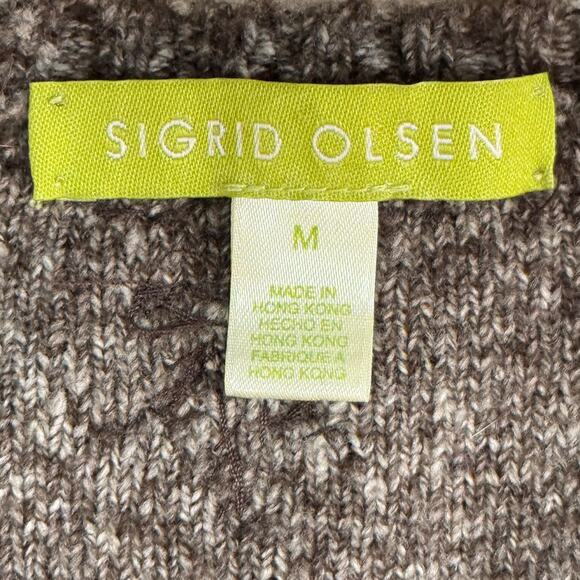 SIGRID OLSEN
M
MADE IN
HONG KONG
HECHO EN
HONG KONG
FABRIQUE A
HONG KONG